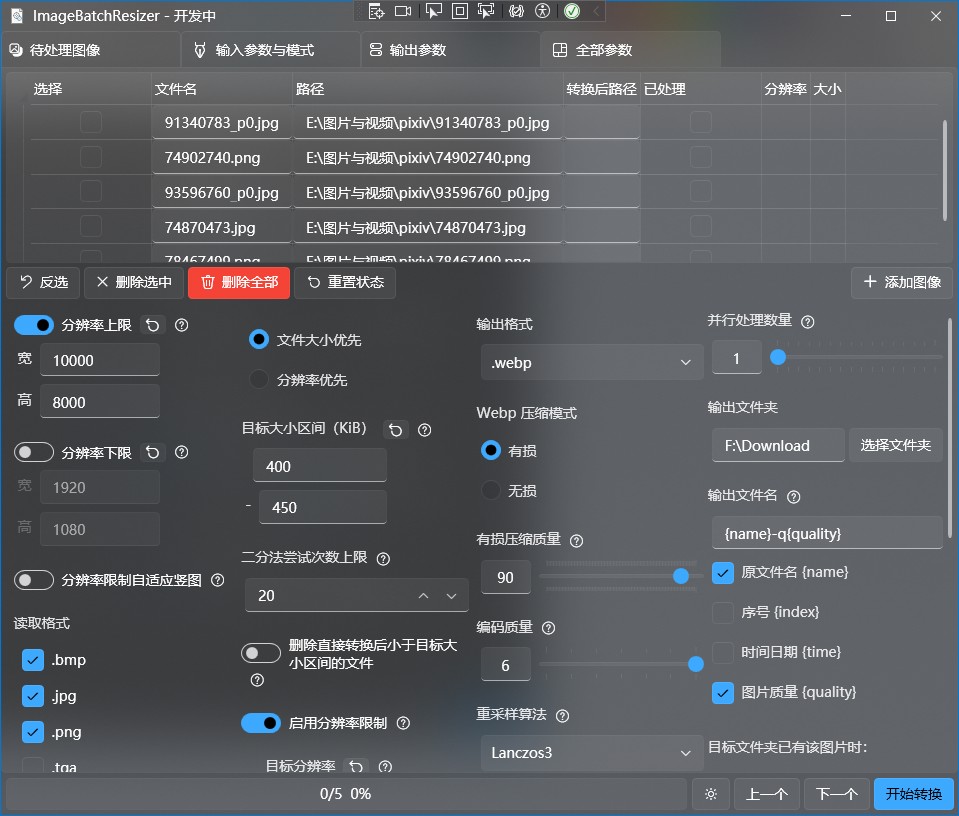 ImageBatchResizer - 开发中
待处理图像
输入参数与模式
输出参数
全部参数
选择 文件名 路径 转换后路径 已处理 分辨率 大小
91340783_p0.jpg E:\图片与视频\pixiv\91340783_p0.jpg
74902740.png E:\图片与视频\pixiv\74902740.png
93596760_p0.jpg E:\图片与视频\pixiv\93596760_p0.jpg
74870473.jpg E:\图片与视频\pixiv\74870473.jpg
78467499.png E:\图片与视频\pixiv\78467499.png
反选
删除选中
删除全部
重置状态
添加图像
分辨率上限
宽 10000
高 8000
分辨率下限
宽 1920
高 1080
分辨率限制自适应竖图
读取格式
.bmp
.jpg
.png
.tga
文件大小优先
分辨率优先
目标大小区间（KiB）
400
- 450
二分法尝试次数上限
20
删除直接转换后小于目标大
小区间的文件
启用分辨率限制
目标分辨率
输出格式
.webp
Webp 压缩模式
有损
无损
有损压缩质量
90
编码质量
6
重采样算法
Lanczos3
并行处理数量
1
输出文件夹
F:\Download 选择文件夹
输出文件名
{name}-q{quality}
原文件名 {name}
序号 {index}
时间日期 {time}
图片质量 {quality}
目标文件夹已有该图片时：
0/5 0%
上一个
下一个
开始转换